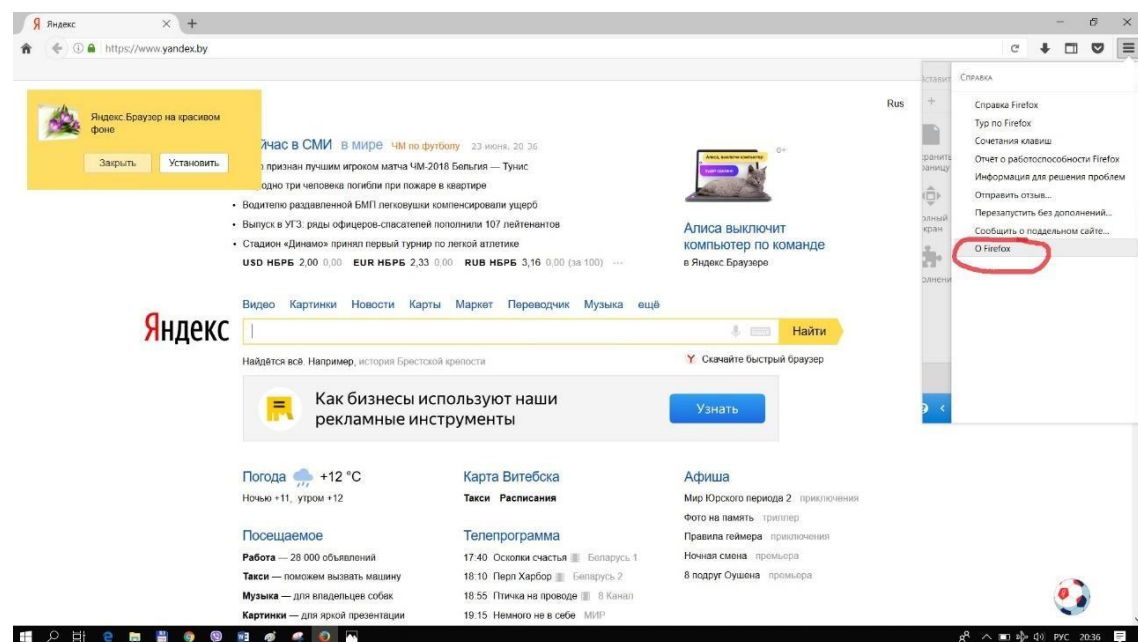 Яндекс
https://www.yandex.by
Яндекс.Браузер на красивом
фоне
Закрыть
Установить
Rus
в СМИ в мире ЧМ по футболу 23 июня, 20 36
признан лучшим игроком матча ЧМ-2018 Бельгия — Тунис
три человека погибли при пожаре в квартире
Водителю раздавленной БМП легковушки компенсировали ущерб
Выпуск в УГЗ: ряды офицеров-спасателей пополнили 107 лейтенантов
Стадион «Динамо» принял первый турнир по легкой атлетике
USD НБРБ 2,00 0,00 EUR НБРБ 2,33 0,00 RUB НБРБ 3,16 0,00 (за 100) ···
0+
Алиса выключит
компьютер по команде
в Яндекс.Браузере
Видео Картинки Новости Карты Маркет Переводчик Музыка ещё
Яндекс
Найти
Найдётся всё. Например, история Брестской крепости
Скачайте быстрый браузер
Как бизнесы используют наши
рекламные инструменты
Узнать
Погода +12 °C
Ночью +11, утром +12
Карта Витебска
Такси Расписания
Афиша
Мир Юрского периода 2 приключения
Фото на память триллер
Правила геймера приключения
Ночная смена премьера
8 подруг Оушена премьера
Посещаемое
Работа — 28 000 объявлений
Такси — поможем вызвать машину
Музыка — для владельцев собак
Картинки — для яркой презентации
Телепрограмма
17:40 Осколки счастья Беларусь 1
18:10 Перл Харбор Беларусь 2
18:55 Птичка на проводе 8 Канал
19:15 Немного не в себе МИР
Справка
Справка Firefox
Тур по Firefox
Сочетания клавиш
Отчёт о работоспособности Firefox
Информация для решения проблем
Отправить отзыв...
Перезапустить без дополнений...
Сообщить о поддельном сайте...
О Firefox
РУС 20:36